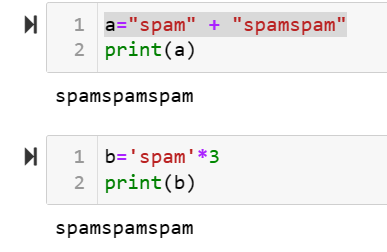 1 a="spam" + "spamspam"
2 print(a)
spamspamspam
1 b='spam'*3
2 print(b)
spamspamspam